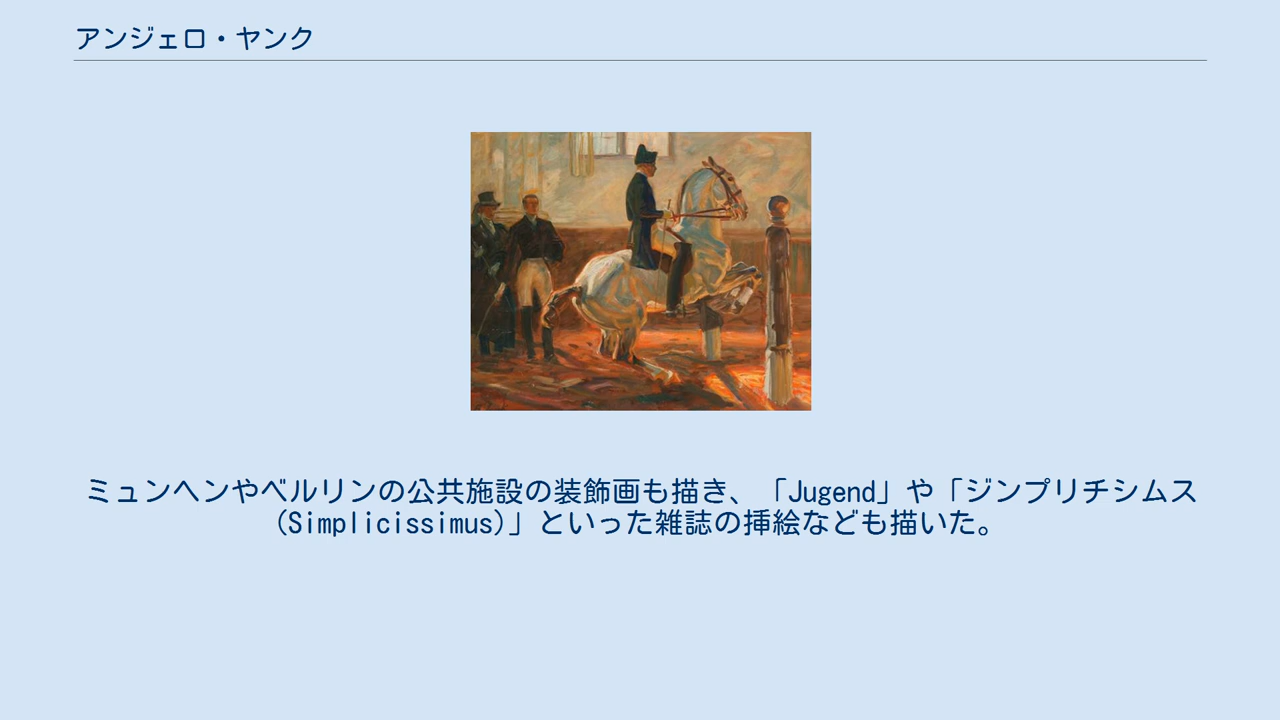 アンジェロ・ヤンク
ミュンヘンやベルリンの公共施設の装飾画も描き、「Jugend」や「ジンプリチシムス
(Simplicissimus)」といった雑誌の挿絵なども描いた。